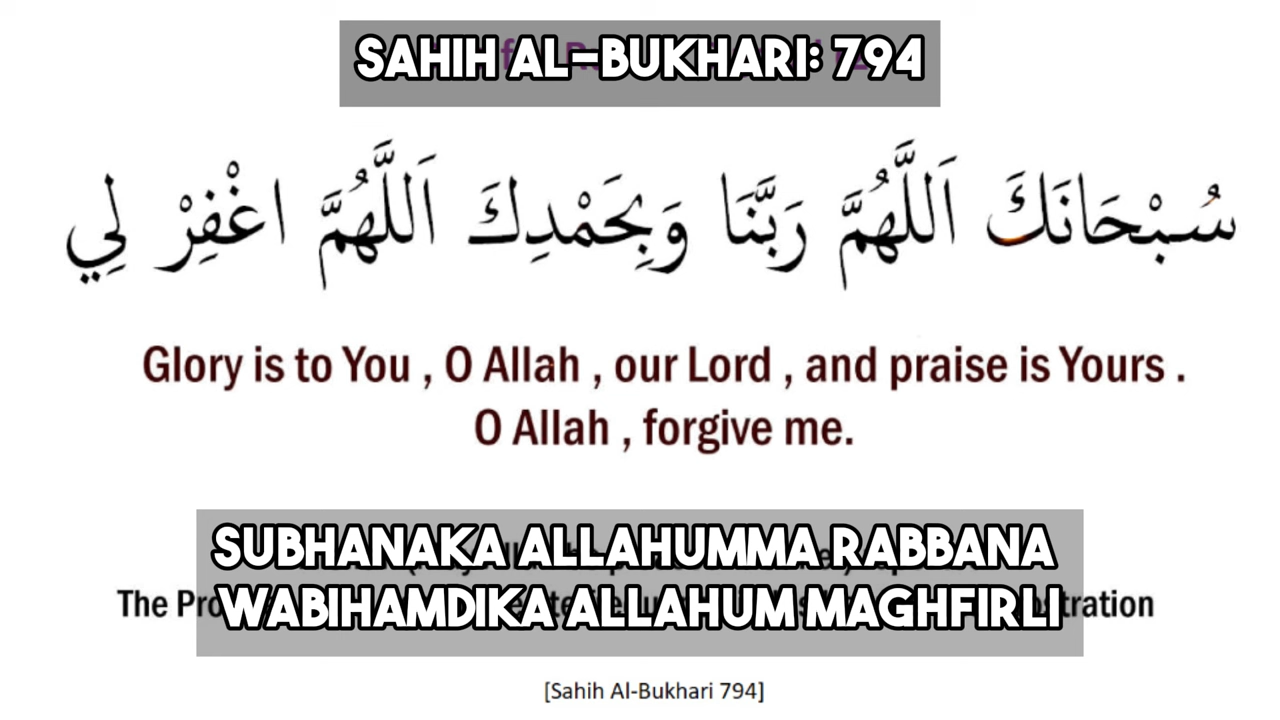 SAHIH AL-BUKHARI: 794
سُبْحَانَكَ اَللَّهُمَّ رَبَّنَا وَبِحَمْدِكَ اَللَّهُمَّ اغْفِرْ لِي
Glory is to You , O Allah , our Lord , and praise is Yours .
O Allah , forgive me.
SUBHANAKA ALLAHUMMA RABBANA
WABIHAMDIKA ALLAHUM MAGHFIRLI
[Sahih Al-Bukhari 794]